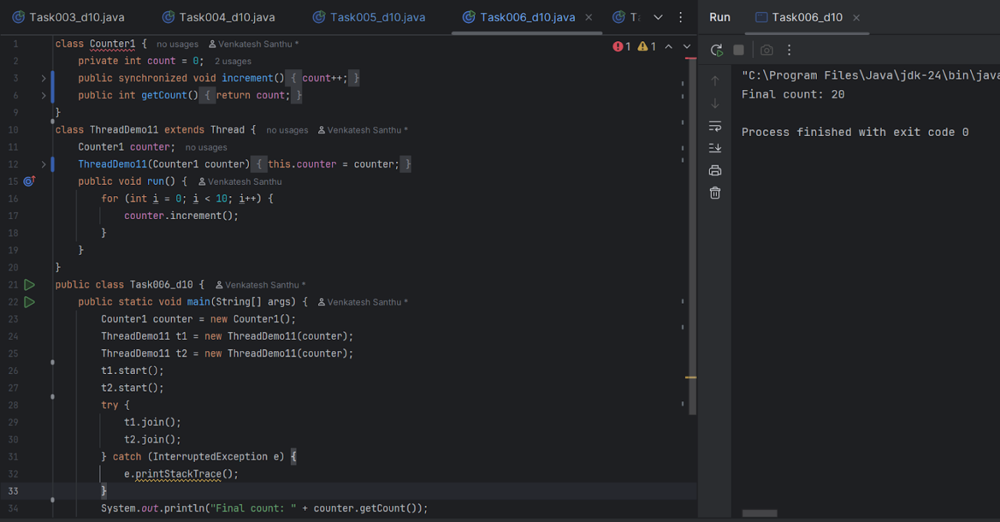 Task003_d10.java Task004_d10.java Task005_d10.java Task006_d10.java Run Task006_d10
1 class Counter1 { no usages Venkatesh Santhu * 1 1
2 private int count = 0; 2 usages
3 public synchronized void increment() { count++; }
6 public int getCount() { return count; }
9 }
10 class ThreadDemo11 extends Thread { no usages Venkatesh Santhu *
11 Counter1 counter; no usages
12 ThreadDemo11(Counter1 counter) { this.counter = counter; }
15 public void run() { Venkatesh Santhu
16 for (int i = 0; i < 10; i++) {
17 counter.increment();
18 }
19 }
20 }
21 public class Task006_d10 { Venkatesh Santhu *
22 public static void main(String[] args) { Venkatesh Santhu *
23 Counter1 counter = new Counter1();
24 ThreadDemo11 t1 = new ThreadDemo11(counter);
25 ThreadDemo11 t2 = new ThreadDemo11(counter);
26 t1.start();
27 t2.start();
28 try {
29 t1.join();
30 t2.join();
31 } catch (InterruptedException e) {
32 e.printStackTrace();
33 }
34 System.out.println("Final count: " + counter.getCount());
"C:\Program Files\Java\jdk-24\bin\java
Final count: 20
Process finished with exit code 0